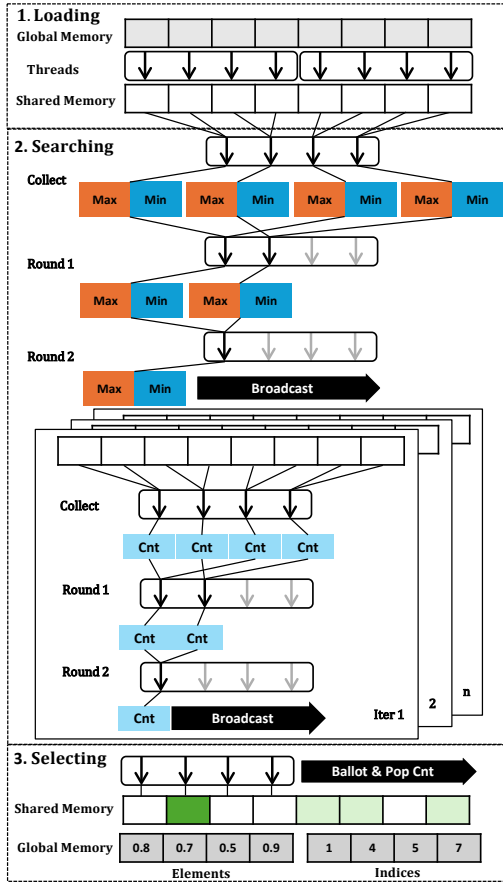 1. Loading
Global Memory
Threads
Shared Memory
2. Searching
Collect
Max Min Max Min Max Min Max Min
Round 1
Max Min Max Min
Round 2
Max Min Broadcast
Collect
Cnt Cnt Cnt Cnt
Round 1
Cnt Cnt
Round 2
Cnt Broadcast
Iter 1 2 n
3. Selecting
Ballot & Pop Cnt
Shared Memory
Global Memory 0.8 0.7 0.5 0.9 1 4 5 7
Elements Indices